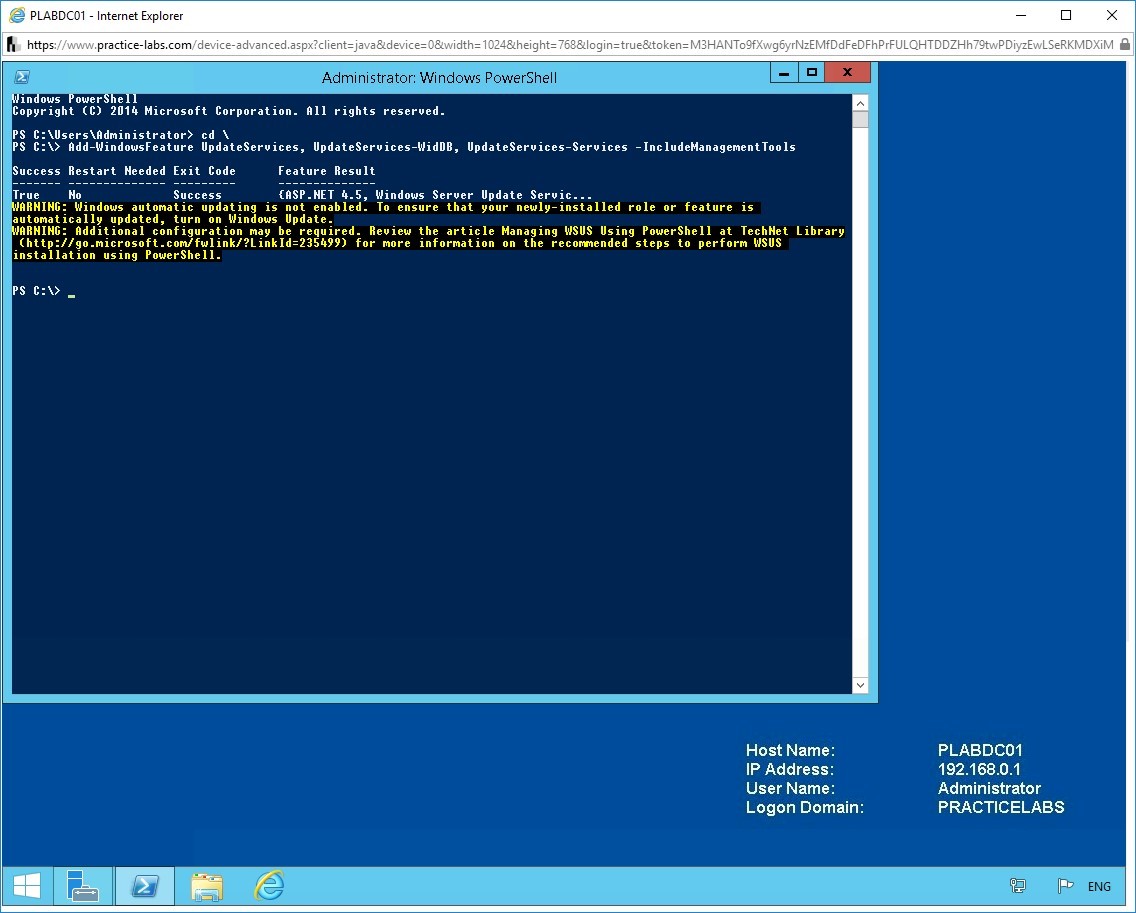 PLABDC01 - Internet Explorer
https://www.practice-labs.com/device-advanced.aspx?client=java&device=0&width=1024&height=768&login=true&token=M3HANTo9fXwg6yrNzEMfDdFeDFhPrFULQHTDDZHh79twPDiyzEwLSeRKMDXiM
Administrator: Windows PowerShell
Windows PowerShell
Copyright (C) 2014 Microsoft Corporation. All rights reserved.
PS C:\Users\Administrator> cd \
PS C:\> Add-WindowsFeature UpdateServices, UpdateServices-WidDB, UpdateServices-Services -IncludeManagementTools
Success Restart Needed Exit Code      Feature Result
------- -------------- ---------      --------------
True    No             Success        {ASP.NET 4.5, Windows Server Update Servic...
WARNING: Windows automatic updating is not enabled. To ensure that your newly-installed role or feature is
automatically updated, turn on Windows Update.
WARNING: Additional configuration may be required. Review the article Managing WSUS Using PowerShell at TechNet Library
(http://go.microsoft.com/fwlink/?LinkId=235499) for more information on the recommended steps to perform WSUS
installation using PowerShell.
PS C:\> _
Host Name: PLABDC01
IP Address: 192.168.0.1
User Name: Administrator
Logon Domain: PRACTICELABS
ENG